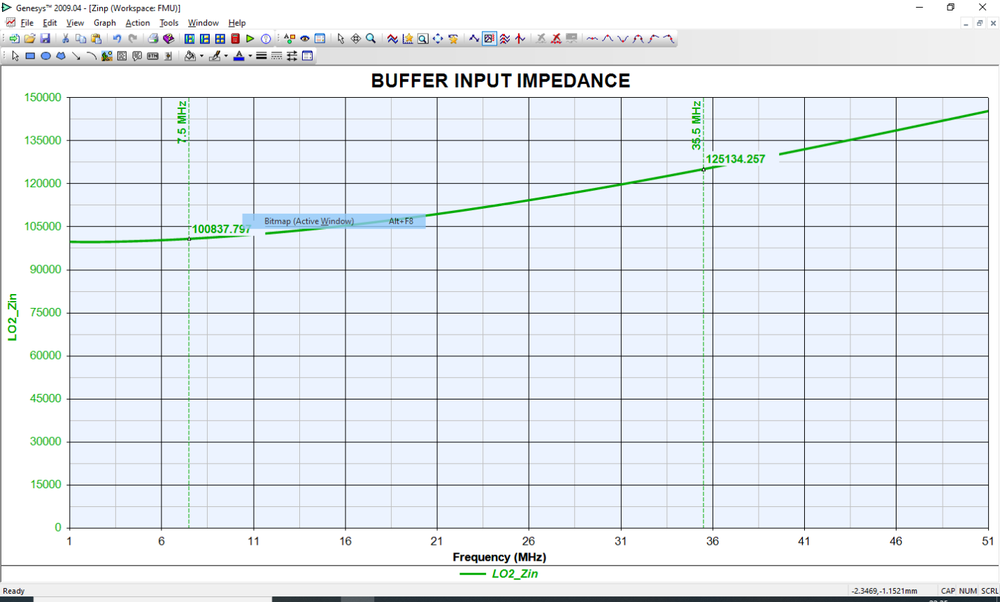 Genesys™ 2009.04 - [Zinp (Workspace: FMU)]
File Edit View Graph Action Tools Window Help
BTN
BUFFER INPUT IMPEDANCE
150000
135000
120000
105000
90000
75000
60000
45000
30000
15000
0
LO2_Zin
7.5 MHz
35.5 MHz
125134.257
100837.797
Bitmap (Active Window) Alt+F8
1 6 11 16 21 26 31 36 41 46 51
Frequency (MHz)
LO2_Zin
Ready -2.3469,-1.1521mm CAP NUM SCRL